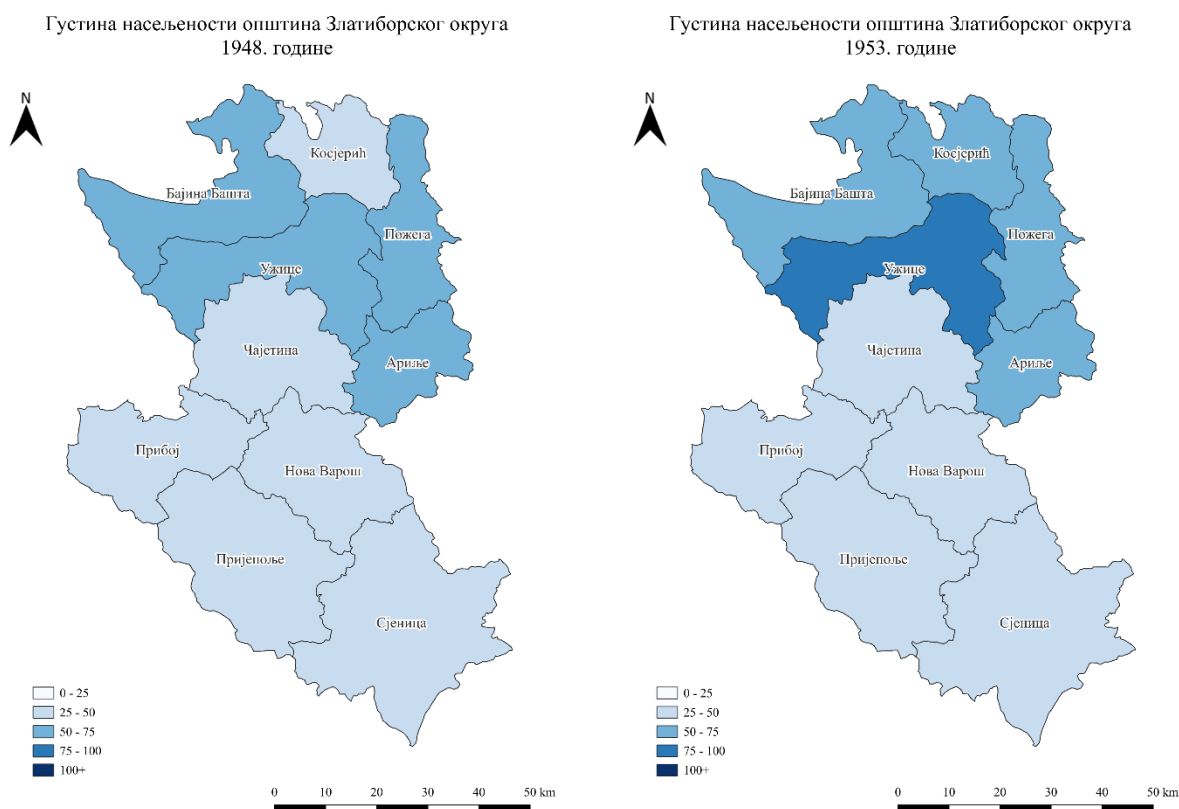 Густина насељености општина Златиборског округа
1948. године
N
Косјерић
Бајина Башта
Пожега
Ужице
Чајетина
Ариље
Прибој
Нова Варош
Пријепоље
Сјеница
0 - 25
25 - 50
50 - 75
75 - 100
100+
0 10 20 30 40 50 km
Густина насељености општина Златиборског округа
1953. године
N
Косјерић
Бајина Башта
Пожега
Ужице
Чајетина
Ариље
Прибој
Нова Варош
Пријепоље
Сјеница
0 - 25
25 - 50
50 - 75
75 - 100
100+
0 10 20 30 40 50 km